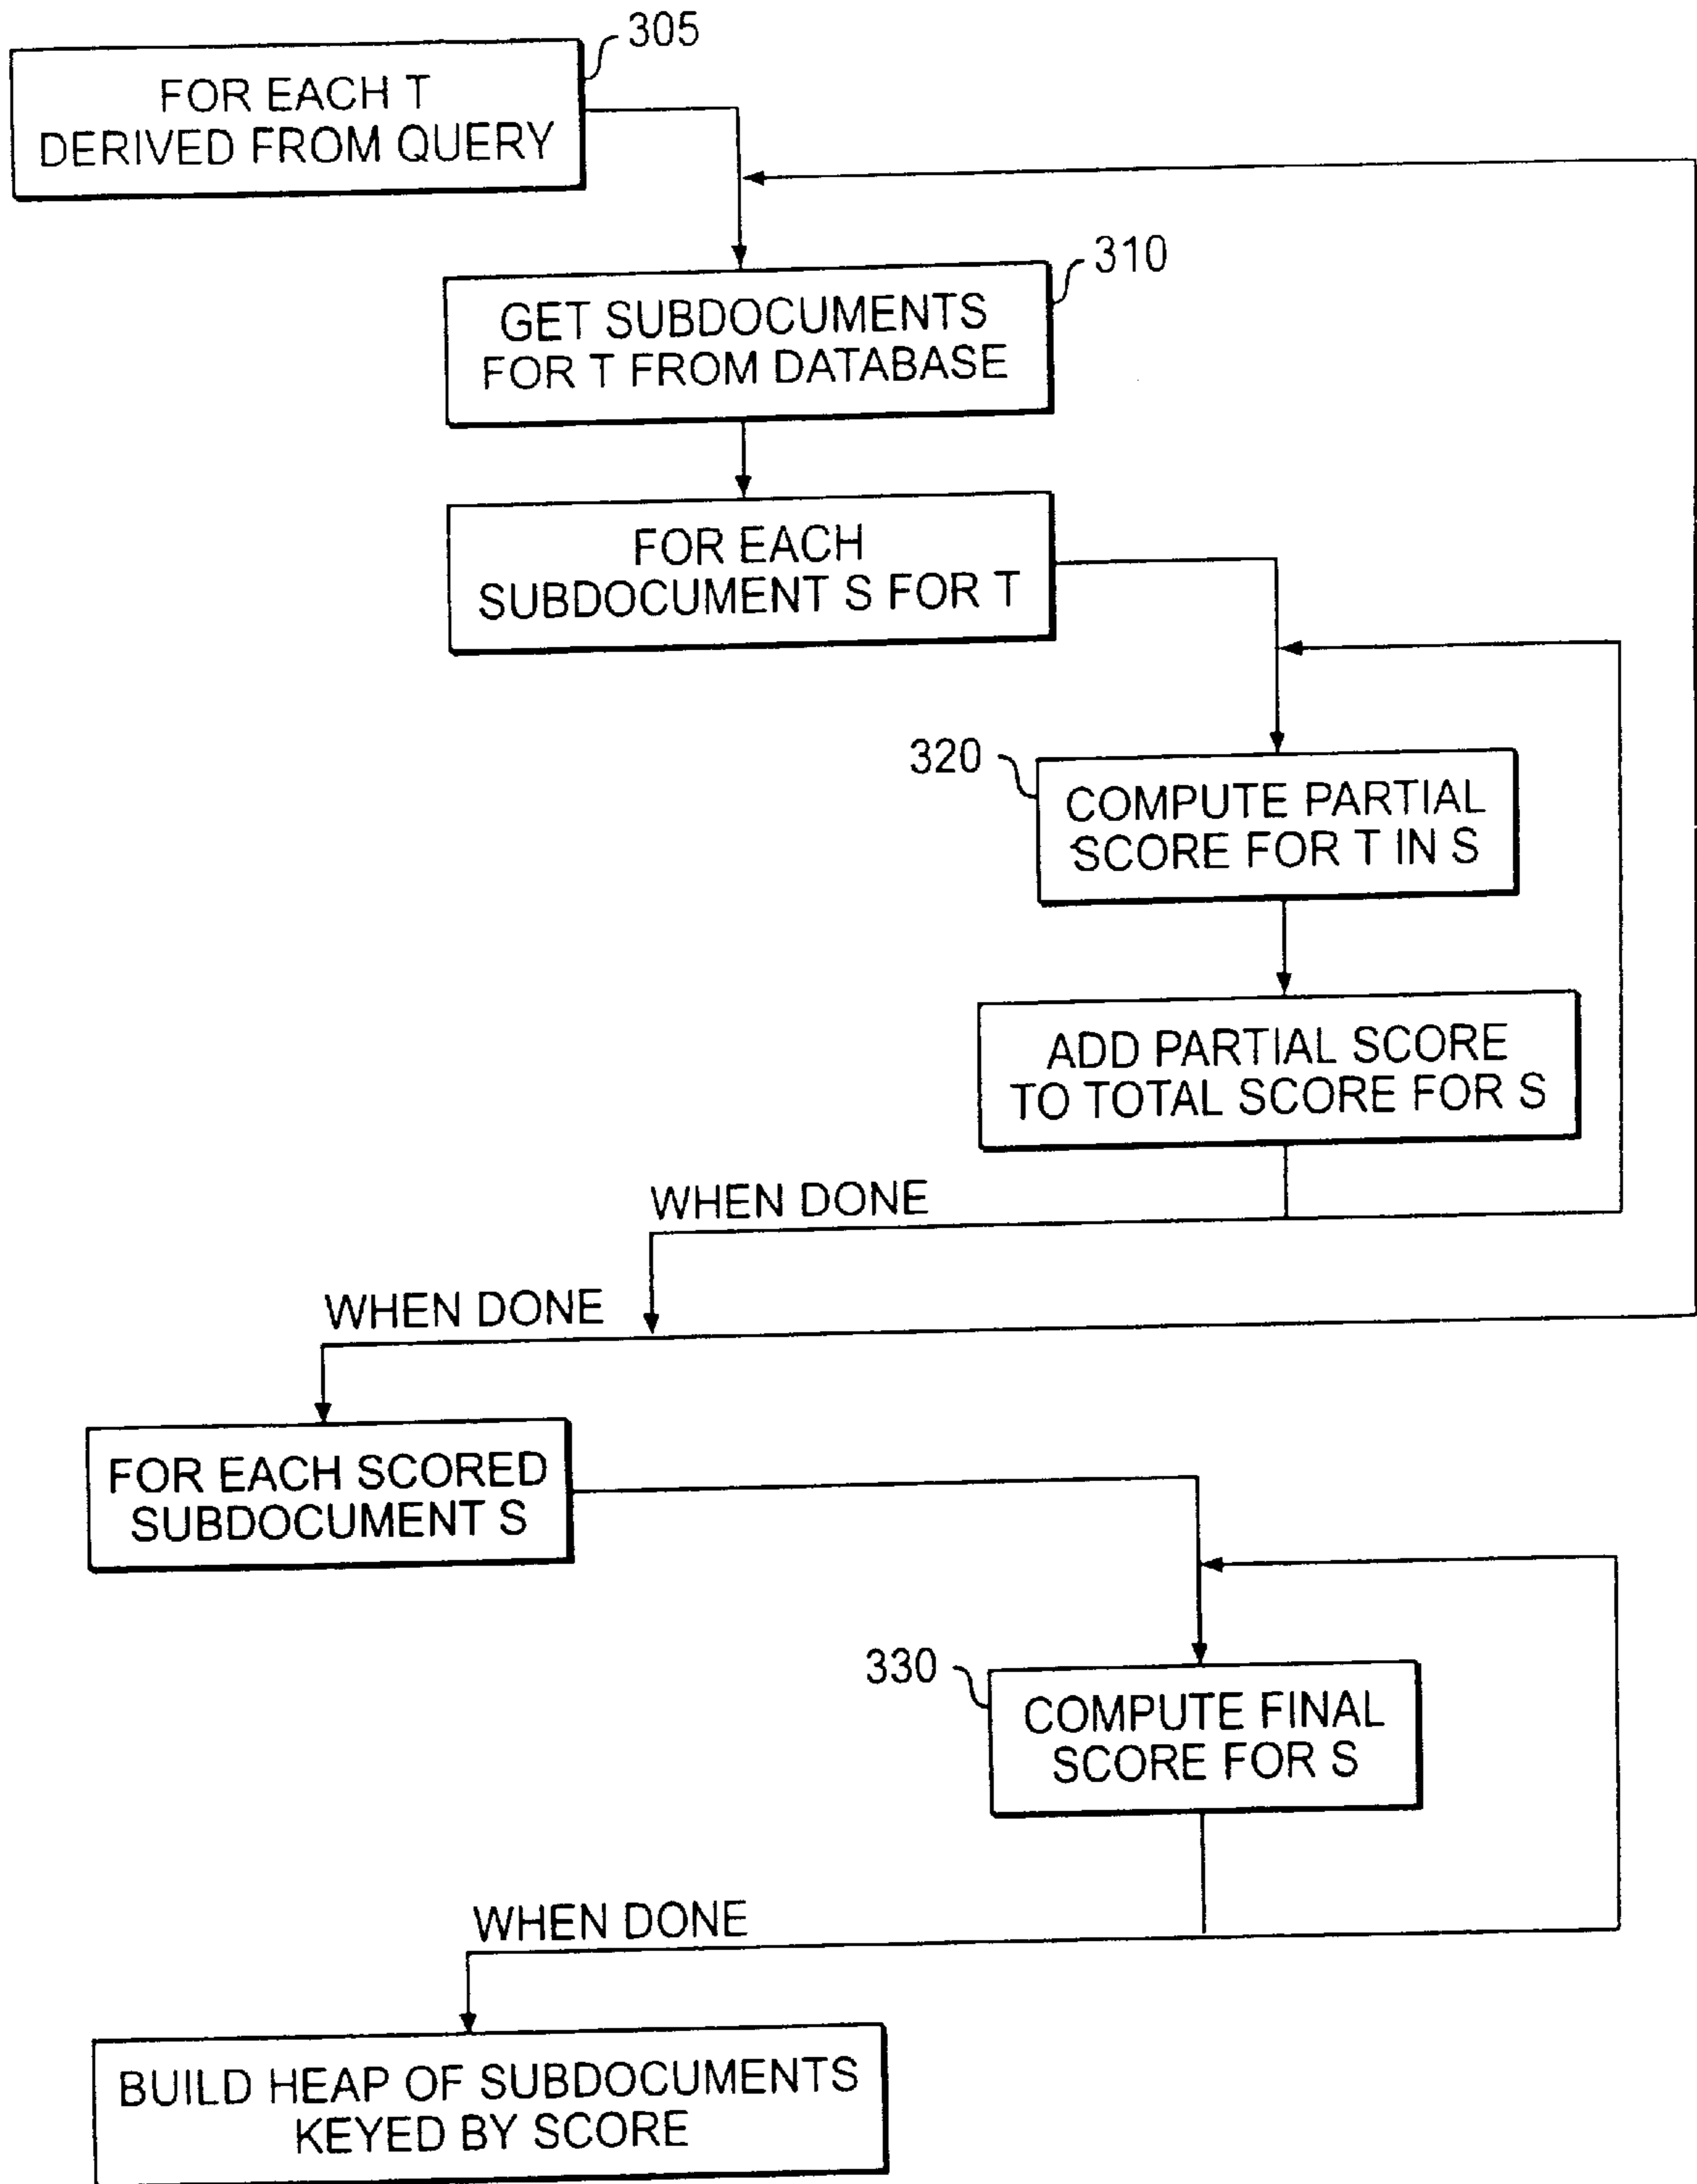 305
FOR EACH T
DERIVED FROM QUERY
310
GET SUBDOCUMENTS
FOR T FROM DATABASE
FOR EACH
SUBDOCUMENT S FOR T
320
COMPUTE PARTIAL
SCORE FOR T IN S
ADD PARTIAL SCORE
TO TOTAL SCORE FOR S
WHEN DONE
WHEN DONE
FOR EACH SCORED
SUBDOCUMENT S
330
COMPUTE FINAL
SCORE FOR S
WHEN DONE
BUILD HEAP OF SUBDOCUMENTS
KEYED BY SCORE